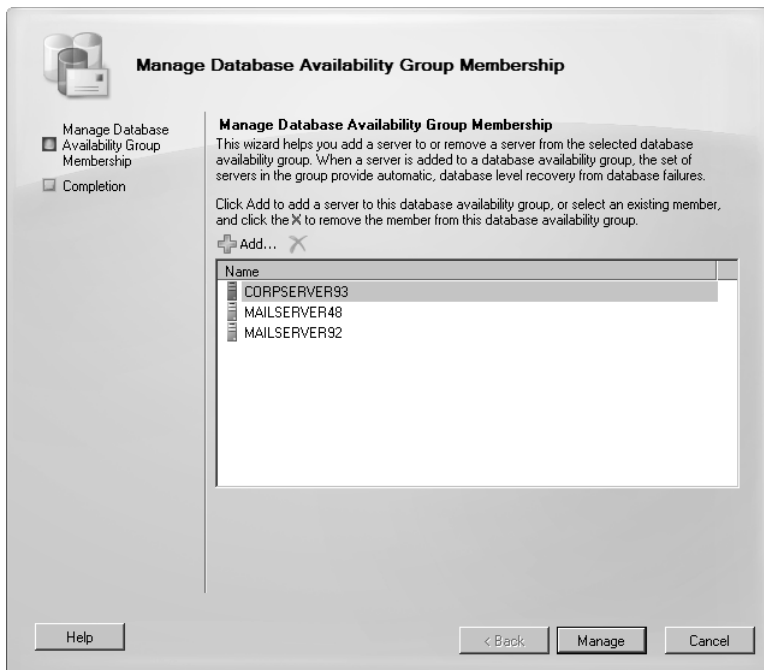 Manage Database Availability Group Membership
Manage Database
Availability Group
Membership
Completion
Manage Database Availability Group Membership
This wizard helps you add a server to or remove a server from the selected database
availability group. When a server is added to a database availability group, the set of
servers in the group provide automatic, database level recovery from database failures.
Click Add to add a server to this database availability group, or select an existing member,
and click the X to remove the member from this database availability group.
Add...
Name
CORPSERVER93
MAILSERVER48
MAILSERVER92
Help
< Back
Manage
Cancel